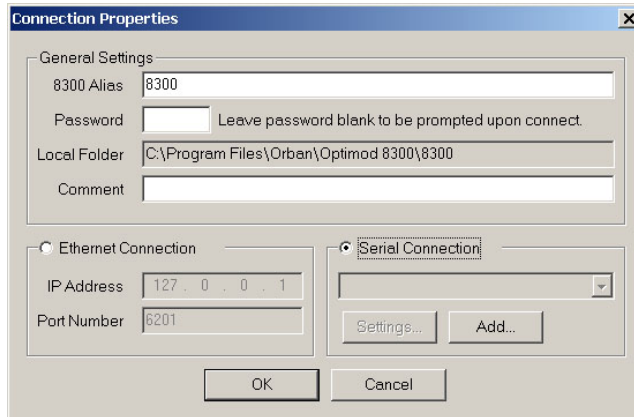 Connection Properties
General Settings
8300 Alias 8300
Password Leave password blank to be prompted upon connect.
Local Folder C:\Program Files\Orban\Optimod 8300\8300
Comment
Ethernet Connection
IP Address 127 . 0 . 0 . 1
Port Number 6201
Serial Connection
Settings... Add...
OK Cancel